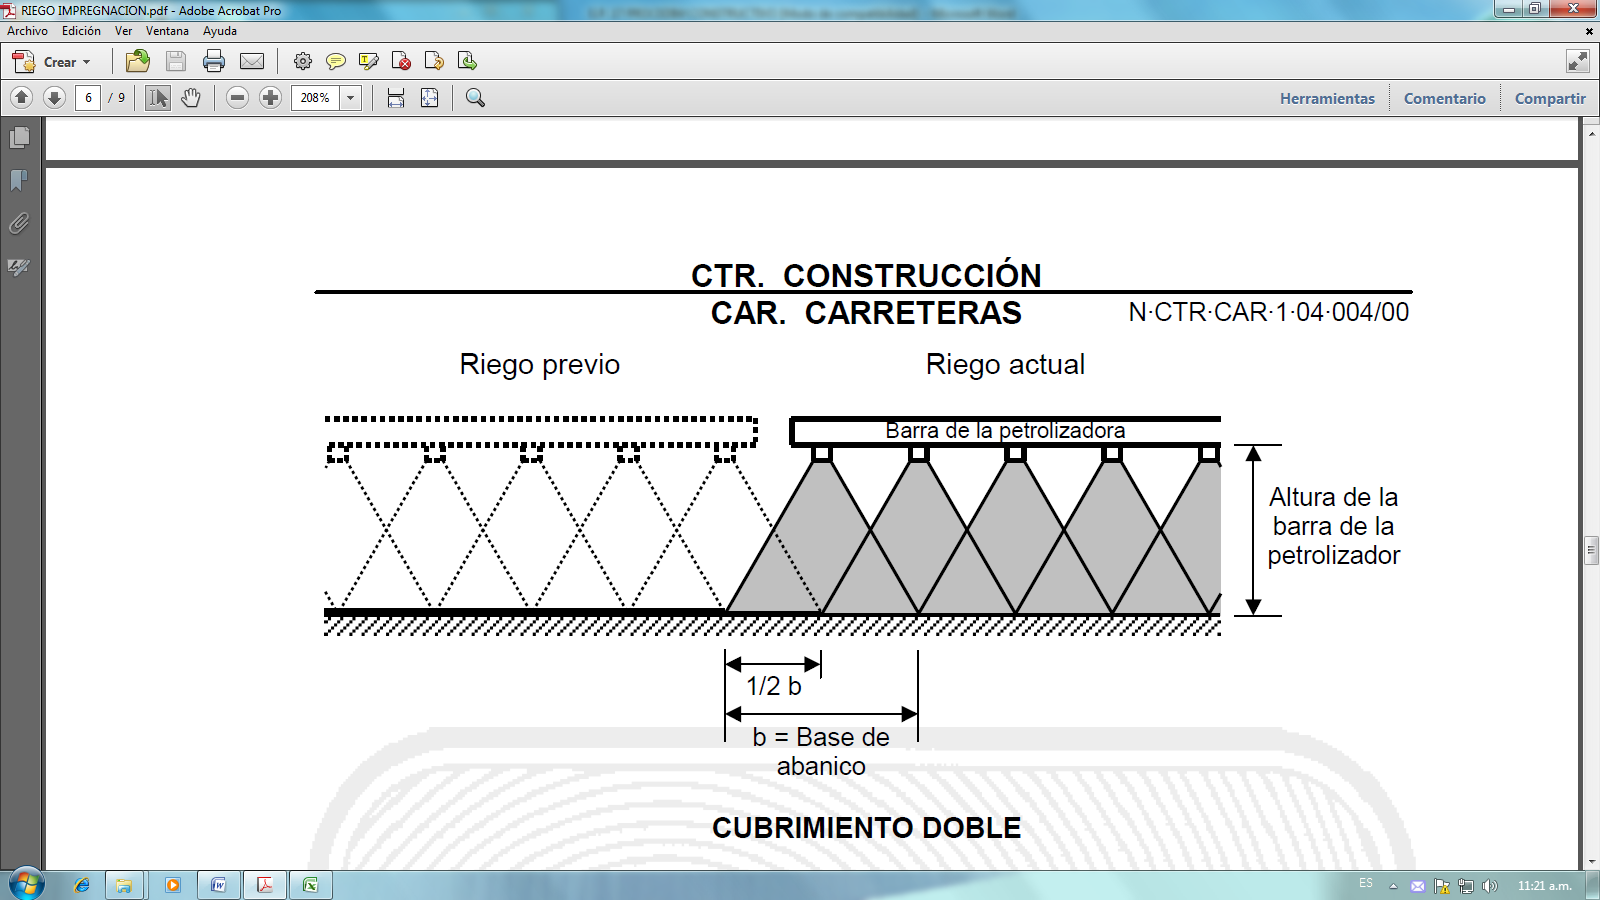 RIEGO IMPREGNACION.pdf - Adobe Acrobat Pro
Archivo Edición Ver Ventana Ayuda
Crear
6 / 9 208% Herramientas Comentario Compartir
CTR. CONSTRUCCIÓN
CAR. CARRETERAS N·CTR·CAR·1·04·004/00
Riego previo Riego actual
Barra de la petrolizadora
Altura de la
barra de la
petrolizador
1/2 b
b = Base de
abanico
CUBRIMIENTO DOBLE
ES 11:21 a.m.